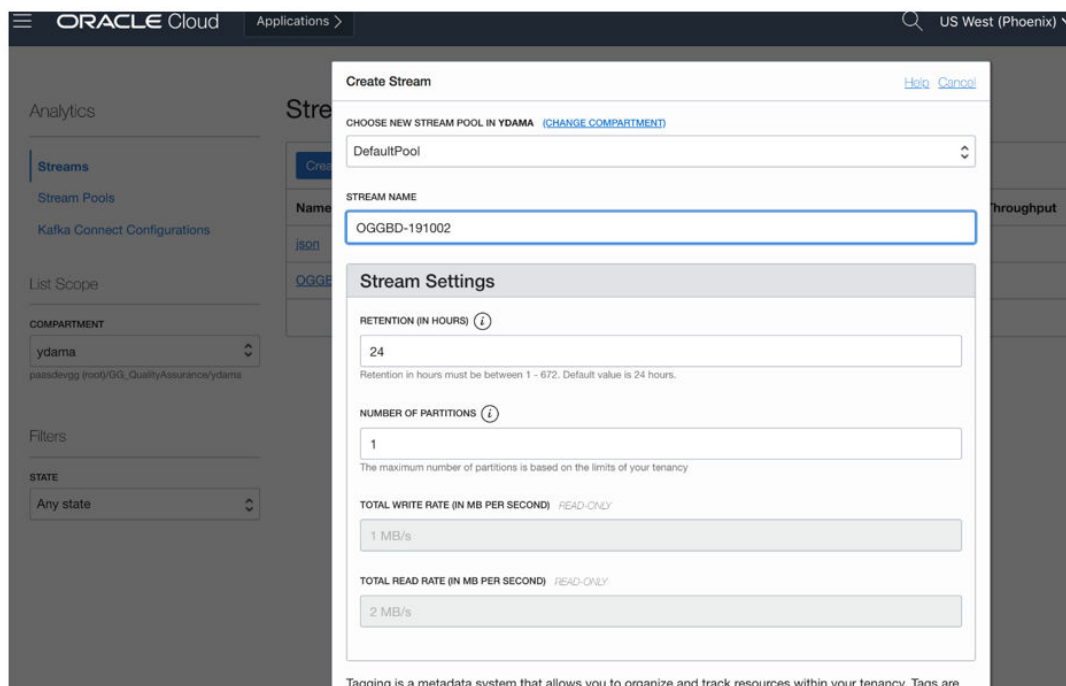 ORACLE Cloud
Applications >
US West (Phoenix)
Analytics
Streams
Stream Pools
Kafka Connect Configurations
List Scope
COMPARTMENT
ydama
paasdevgg (root)/GG_QualityAssurance/ydama
Filters
STATE
Any state
Stre
Crea
Name
Throughput
json
OGGE
Create Stream
Help Cancel
CHOOSE NEW STREAM POOL IN YDAMA (CHANGE COMPARTMENT)
DefaultPool
STREAM NAME
OGGBD-191002
Stream Settings
RETENTION (IN HOURS) i
24
Retention in hours must be between 1 - 672. Default value is 24 hours.
NUMBER OF PARTITIONS i
1
The maximum number of partitions is based on the limits of your tenancy
TOTAL WRITE RATE (IN MB PER SECOND) READ-ONLY
1 MB/s
TOTAL READ RATE (IN MB PER SECOND) READ-ONLY
2 MB/s
Tagging is a metadata system that allows you to organize and track resources within your tenancy. Tags are